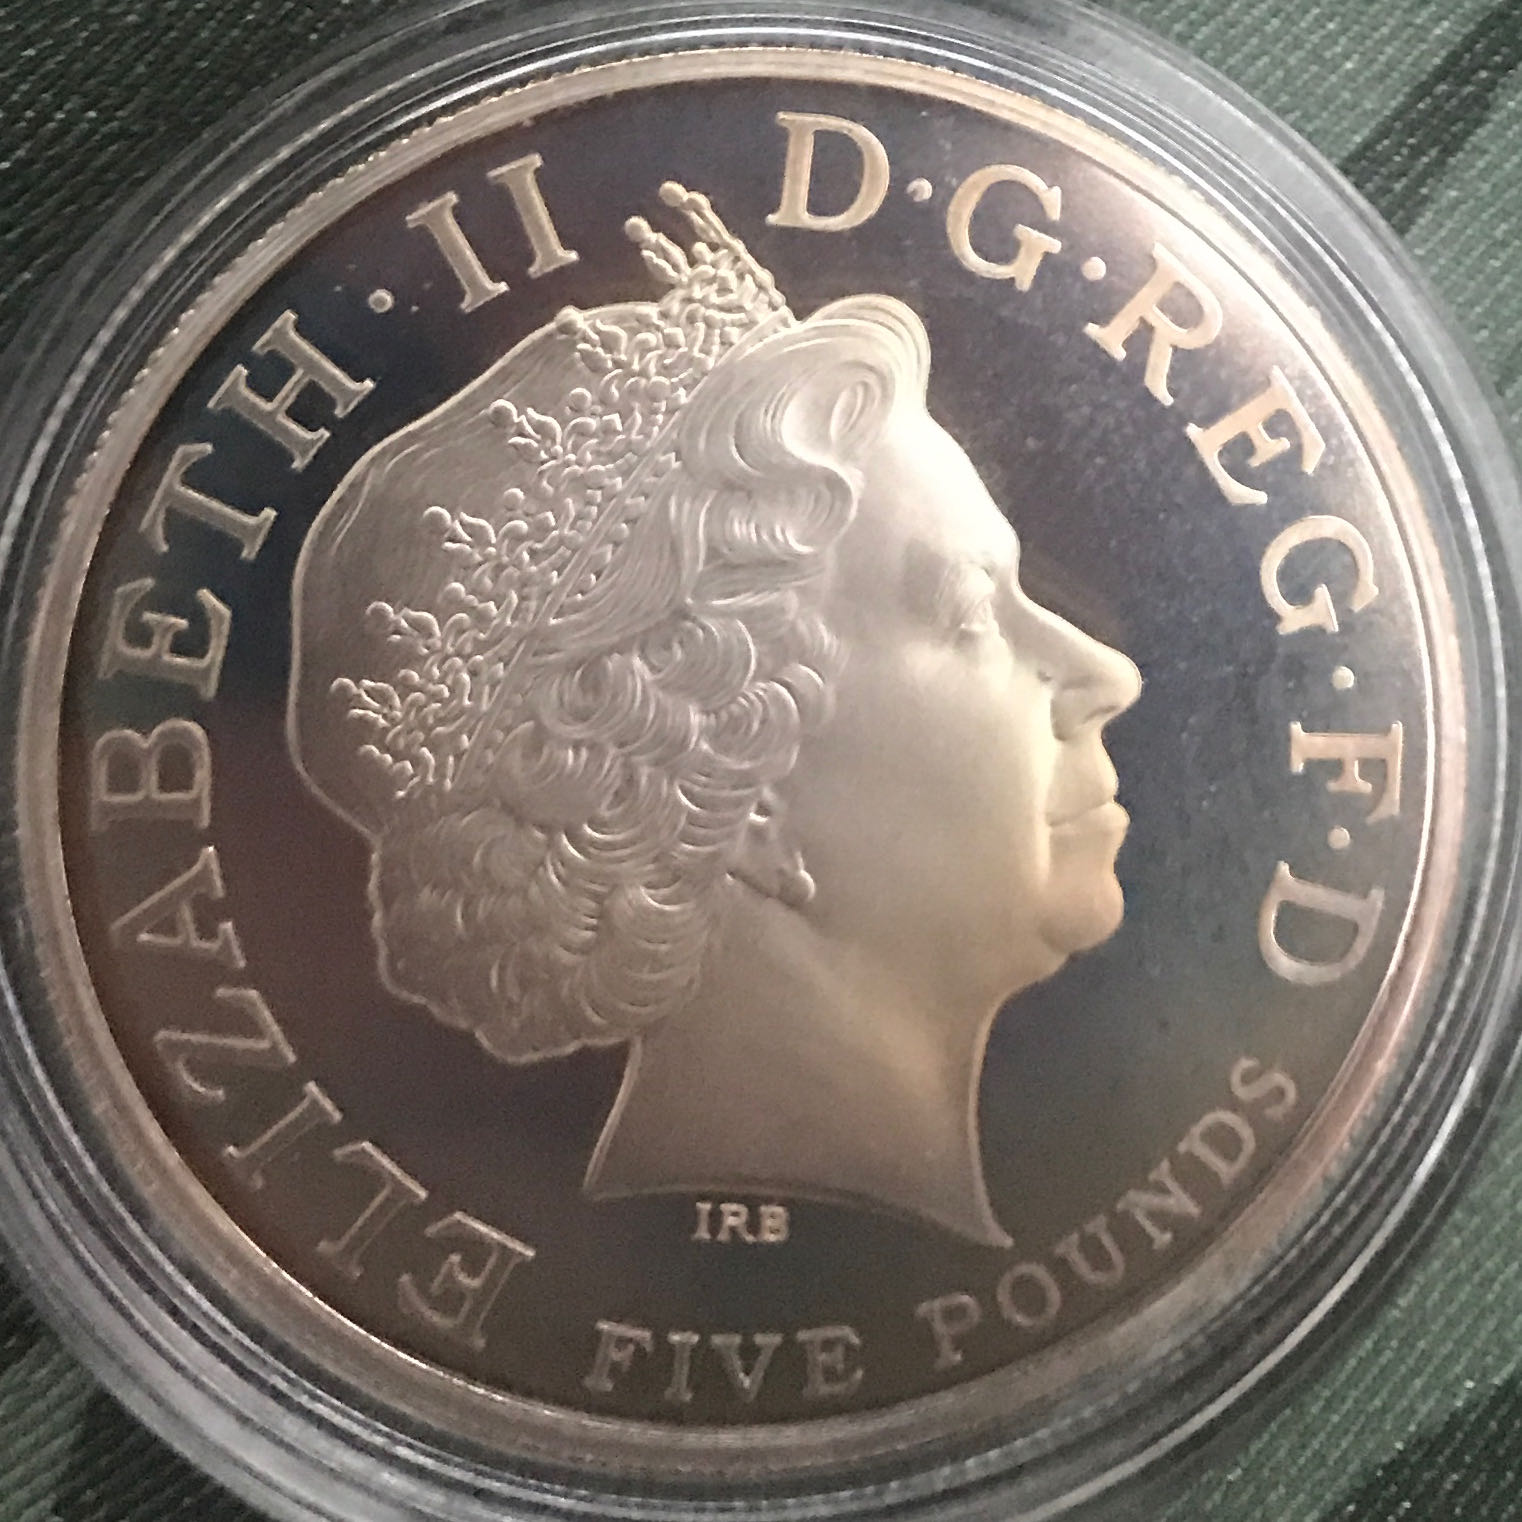 ELIZABETH · II D · G · REG · F · D
FIVE POUNDS
IRB